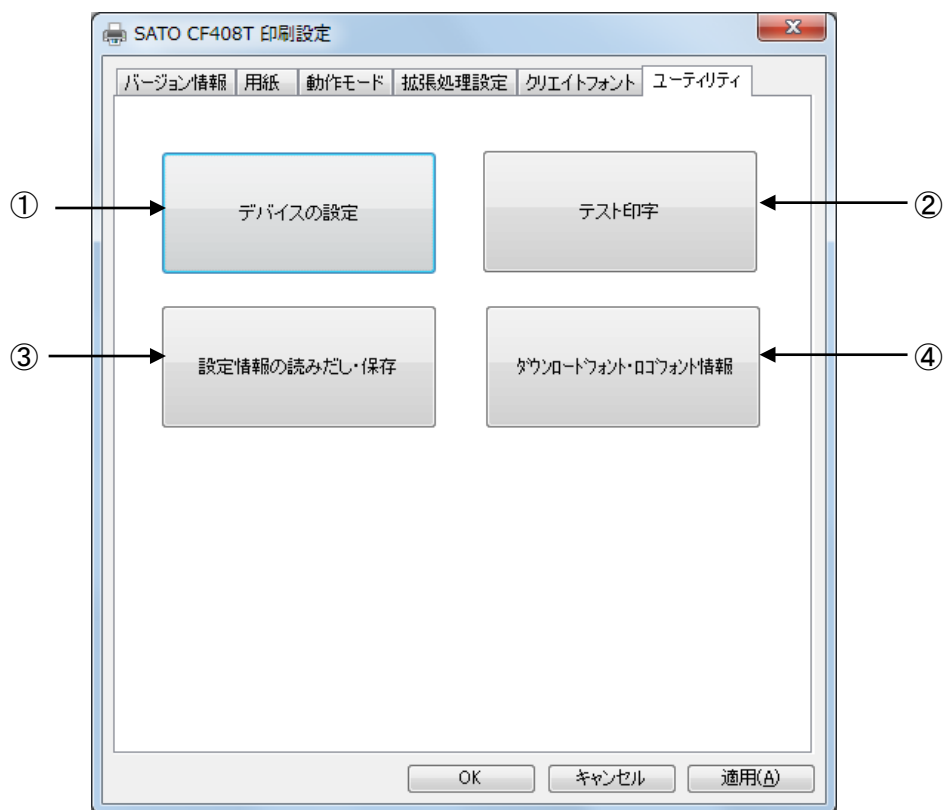 SATO CF408T 印刷設定
バージョン情報 用紙 動作モード 拡張処理設定 クリエイトフォント ユーティリティ
① デバイスの設定 テスト印字 ②
③ 設定情報の読みだし・保存 ダウンロードフォント・ロゴフォント情報 ④
OK キャンセル 適用(A)